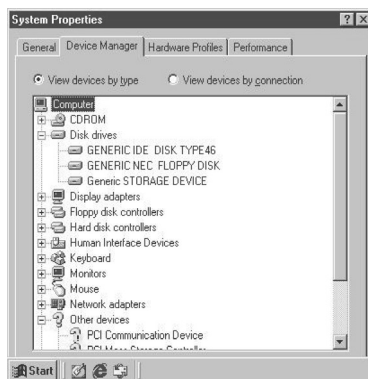 System Properties
General Device Manager Hardware Profiles Performance
View devices by type View devices by connection
Computer
CDROM
Disk drives
GENERIC IDE DISK TYPE46
GENERIC NEC FLOPPY DISK
Generic STORAGE DEVICE
Display adapters
Floppy disk controllers
Hard disk controllers
Human Interface Devices
Keyboard
Monitors
Mouse
Network adapters
Other devices
PCI Communication Device
Start